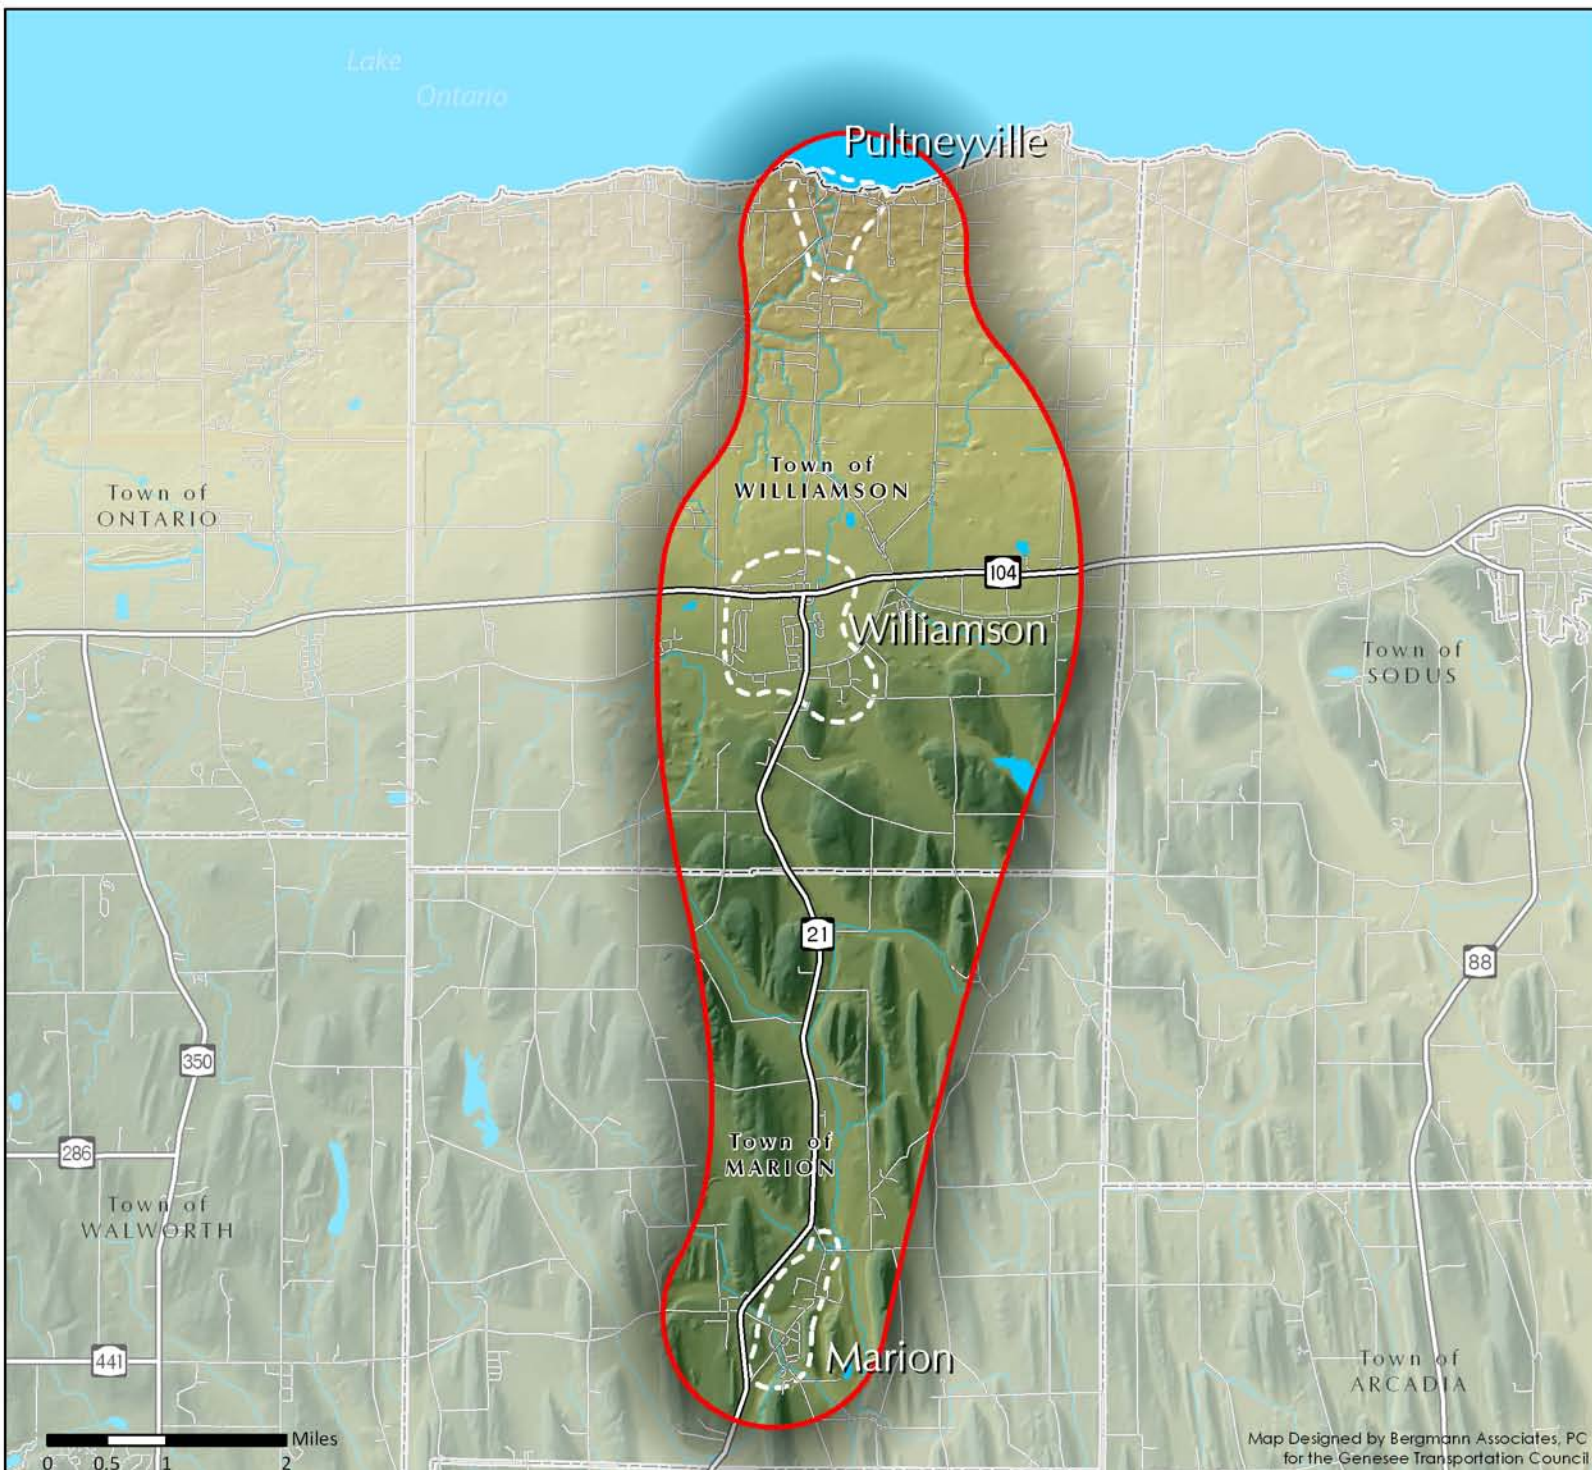 Lake
Ontario
Pultneyville
Town of
WILLIAMSON
Town of
ONTARIO
104
Williamson
Town of
SODUS
21
88
350
Town of
MARION
286
Town of
WALWORTH
441
Marion
Town of
ARCADIA
Miles
0 0.5 1 2
Map Designed by Bergmann Associates, PC
for the Genesee Transportation Council